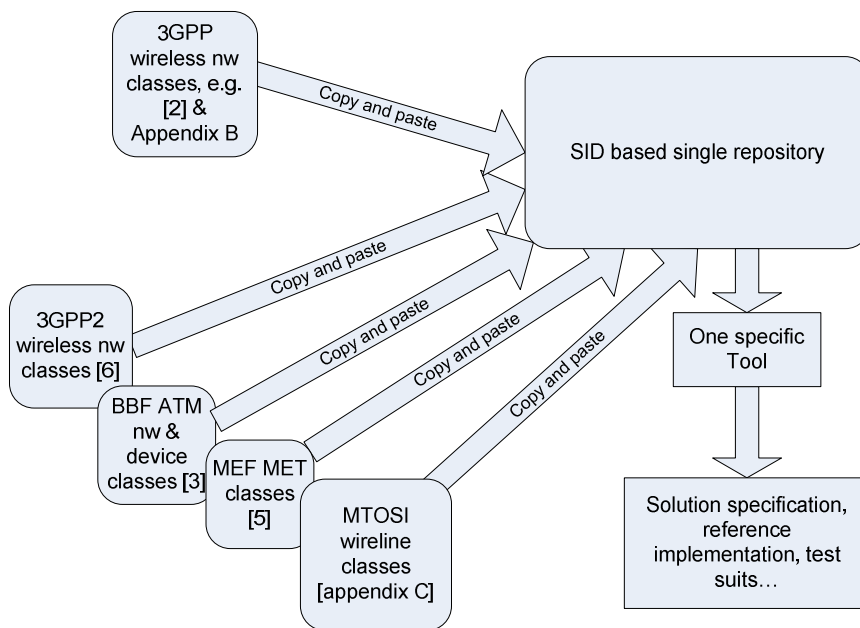 3GPP
wireless nw
classes, e.g.
[2] &
Appendix B
Copy and paste
SID based single repository
Copy and paste
3GPP2
wireless nw
classes [6]
Copy and paste
BBF ATM
nw &
device
classes [3]
Copy and paste
MEF MET
classes
[5]
Copy and paste
MTOSI
wireline
classes
[appendix C]
One specific
Tool
Solution specification,
reference
implementation, test
suits…